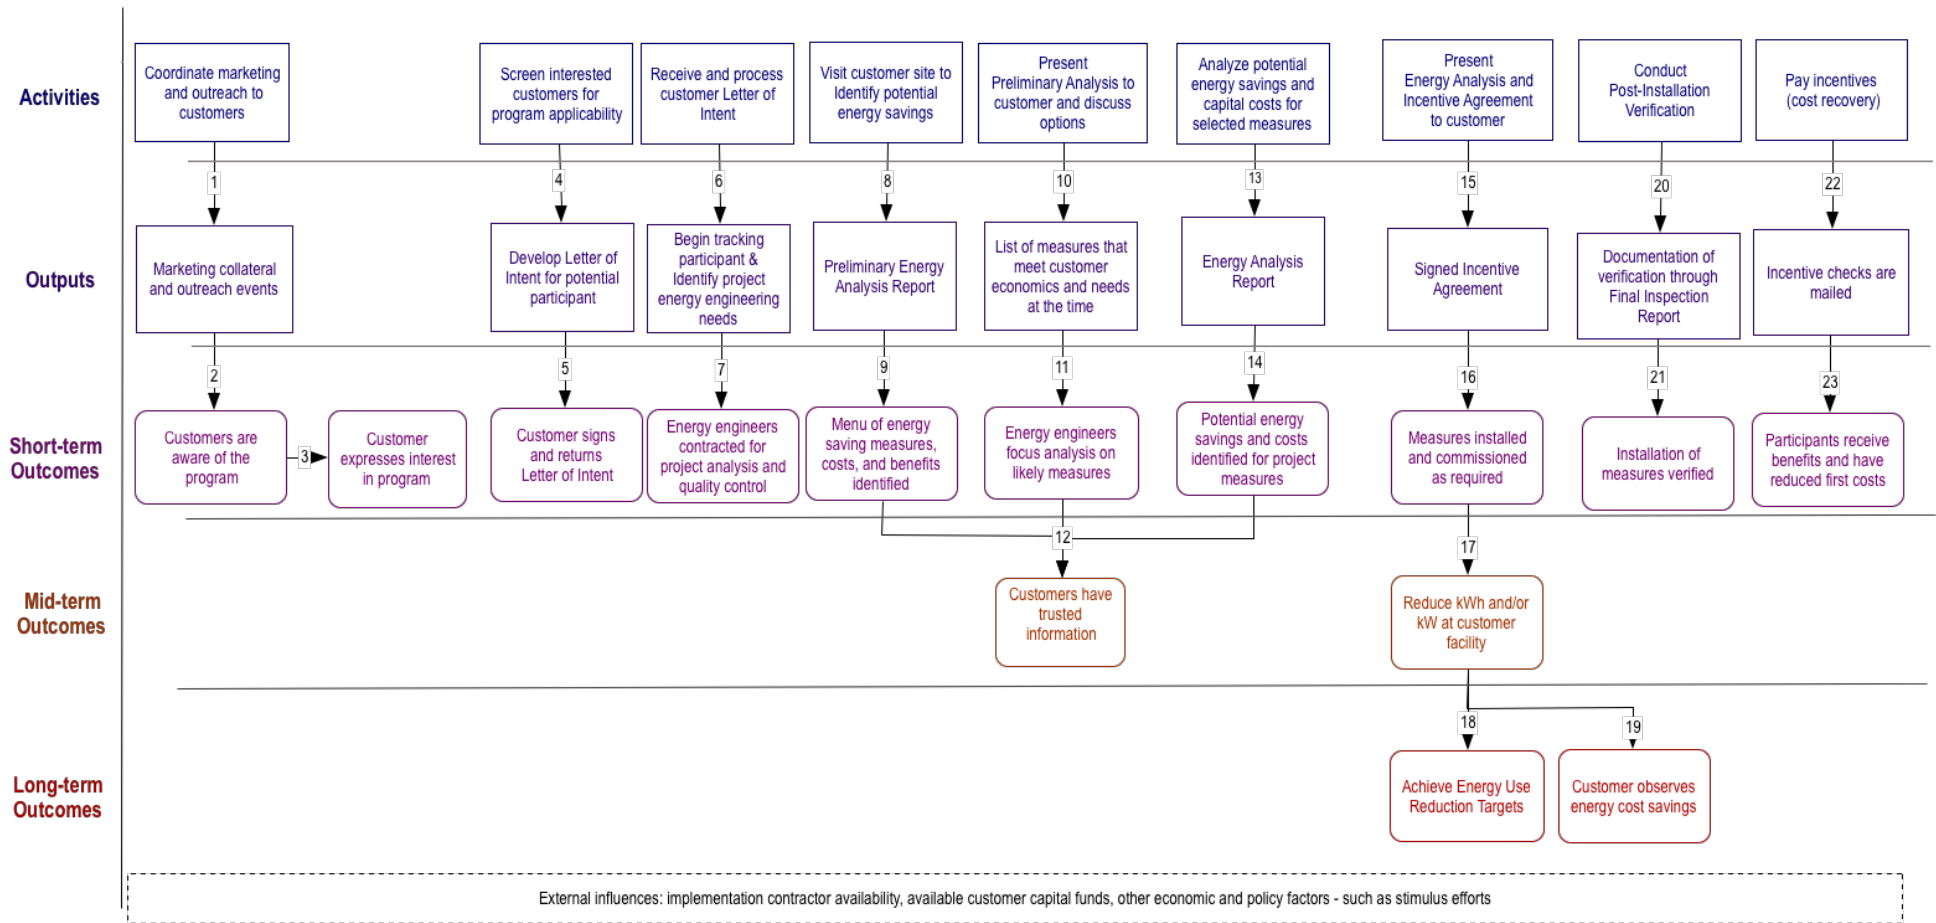 Activities
Coordinate marketing
and outreach to
customers
Screen interested
customers for
program applicability
Receive and process
customer Letter of
Intent
Visit customer site to
Identify potential
energy savings
Present
Preliminary Analysis to
customer and discuss
options
Analyze potential
energy savings and
capital costs for
selected measures
Present
Energy Analysis and
Incentive Agreement
to customer
Conduct
Post-Installation
Verification
Pay incentives
(cost recovery)
1
4
6
8
10
13
15
20
22
Outputs
Marketing collateral
and outreach events
Develop Letter of
Intent for potential
participant
Begin tracking
participant &
Identify project
energy engineering
needs
Preliminary Energy
Analysis Report
List of measures that
meet customer
economics and needs
at the time
Energy Analysis
Report
Signed Incentive
Agreement
Documentation of
verification through
Final Inspection
Report
Incentive checks are
mailed
2
5
7
9
11
14
16
21
23
Short-term
Outcomes
Customers are
aware of the
program
3
Customer
expresses interest
in program
Customer signs
and returns
Letter of Intent
Energy engineers
contracted for
project analysis and
quality control
Menu of energy
saving measures,
costs, and benefits
identified
Energy engineers
focus analysis on
likely measures
Potential energy
savings and costs
identified for project
measures
Measures installed
and commissioned
as required
Installation of
measures verified
Participants receive
benefits and have
reduced first costs
12
17
Mid-term
Outcomes
Customers have
trusted
information
Reduce kWh and/or
kW at customer
facility
18
19
Long-term
Outcomes
Achieve Energy Use
Reduction Targets
Customer observes
energy cost savings
External influences: implementation contractor availability, available customer capital funds, other economic and policy factors - such as stimulus efforts